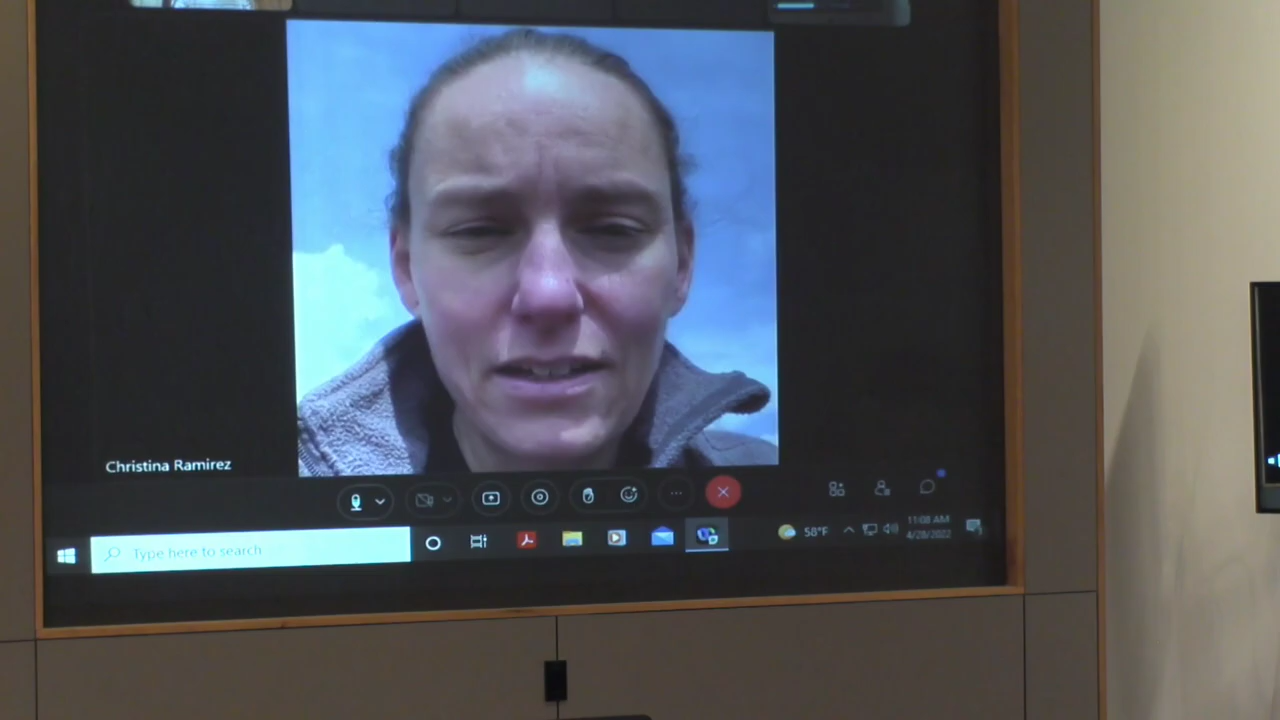 Christina Ramirez
Type here to search
58°F
11:08 AM
4/28/2022